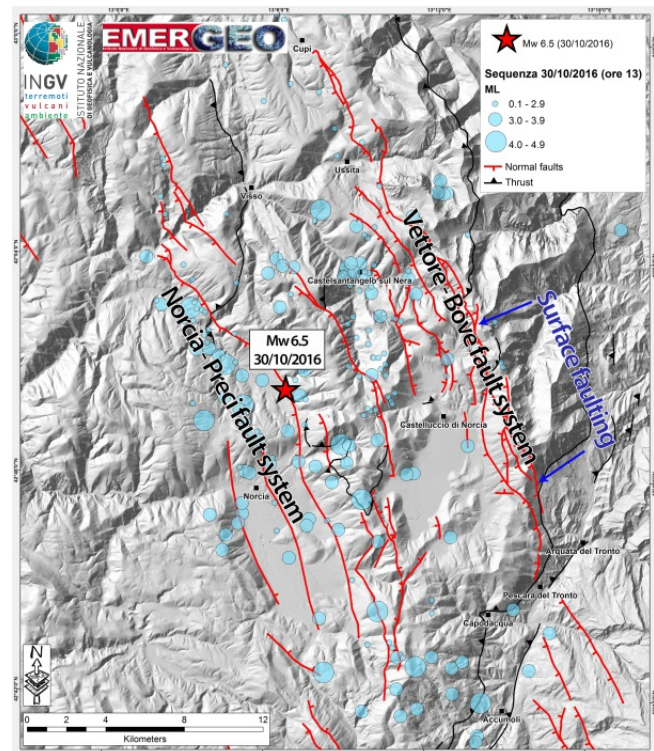 INGV
terremoti
vulcani
ambiente
ISTITUTO NAZIONALE
DI GEOFISICA E VULCANOLOGIA
EMERGEO
Mw 6.5 (30/10/2016)
Sequenza 30/10/2016 (ore 13)
ML
0.1 - 2.9
3.0 - 3.9
4.0 - 4.9
Normal faults
Thrust
Cupi
Ussita
Visso
Castelsantangelo sul Nera
Vettore - Bove fault system
Surface faulting
Norcia - Preci fault system
Mw 6.5
30/10/2016
Castelluccio di Norcia
Norcia
Arquata del Tronto
Pescara del Tronto
Capodacqua
Accumoli
N
0 2 4 8 12
Kilometers